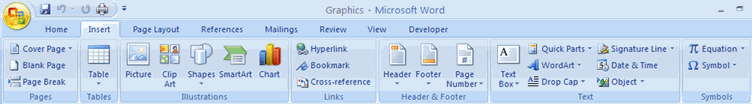 Graphics - Microsoft Word
Home Insert Page Layout References Mailings Review View Developer
Cover Page
Blank Page
Page Break
Pages
Table
Tables
Picture
Clip
Art
Shapes
SmartArt
Chart
Illustrations
Hyperlink
Bookmark
Cross-reference
Links
Header
Footer
Page
Number
Header & Footer
Text
Box
Quick Parts
WordArt
Drop Cap
Signature Line
Date & Time
Object
Text
Equation
Symbol
Symbols